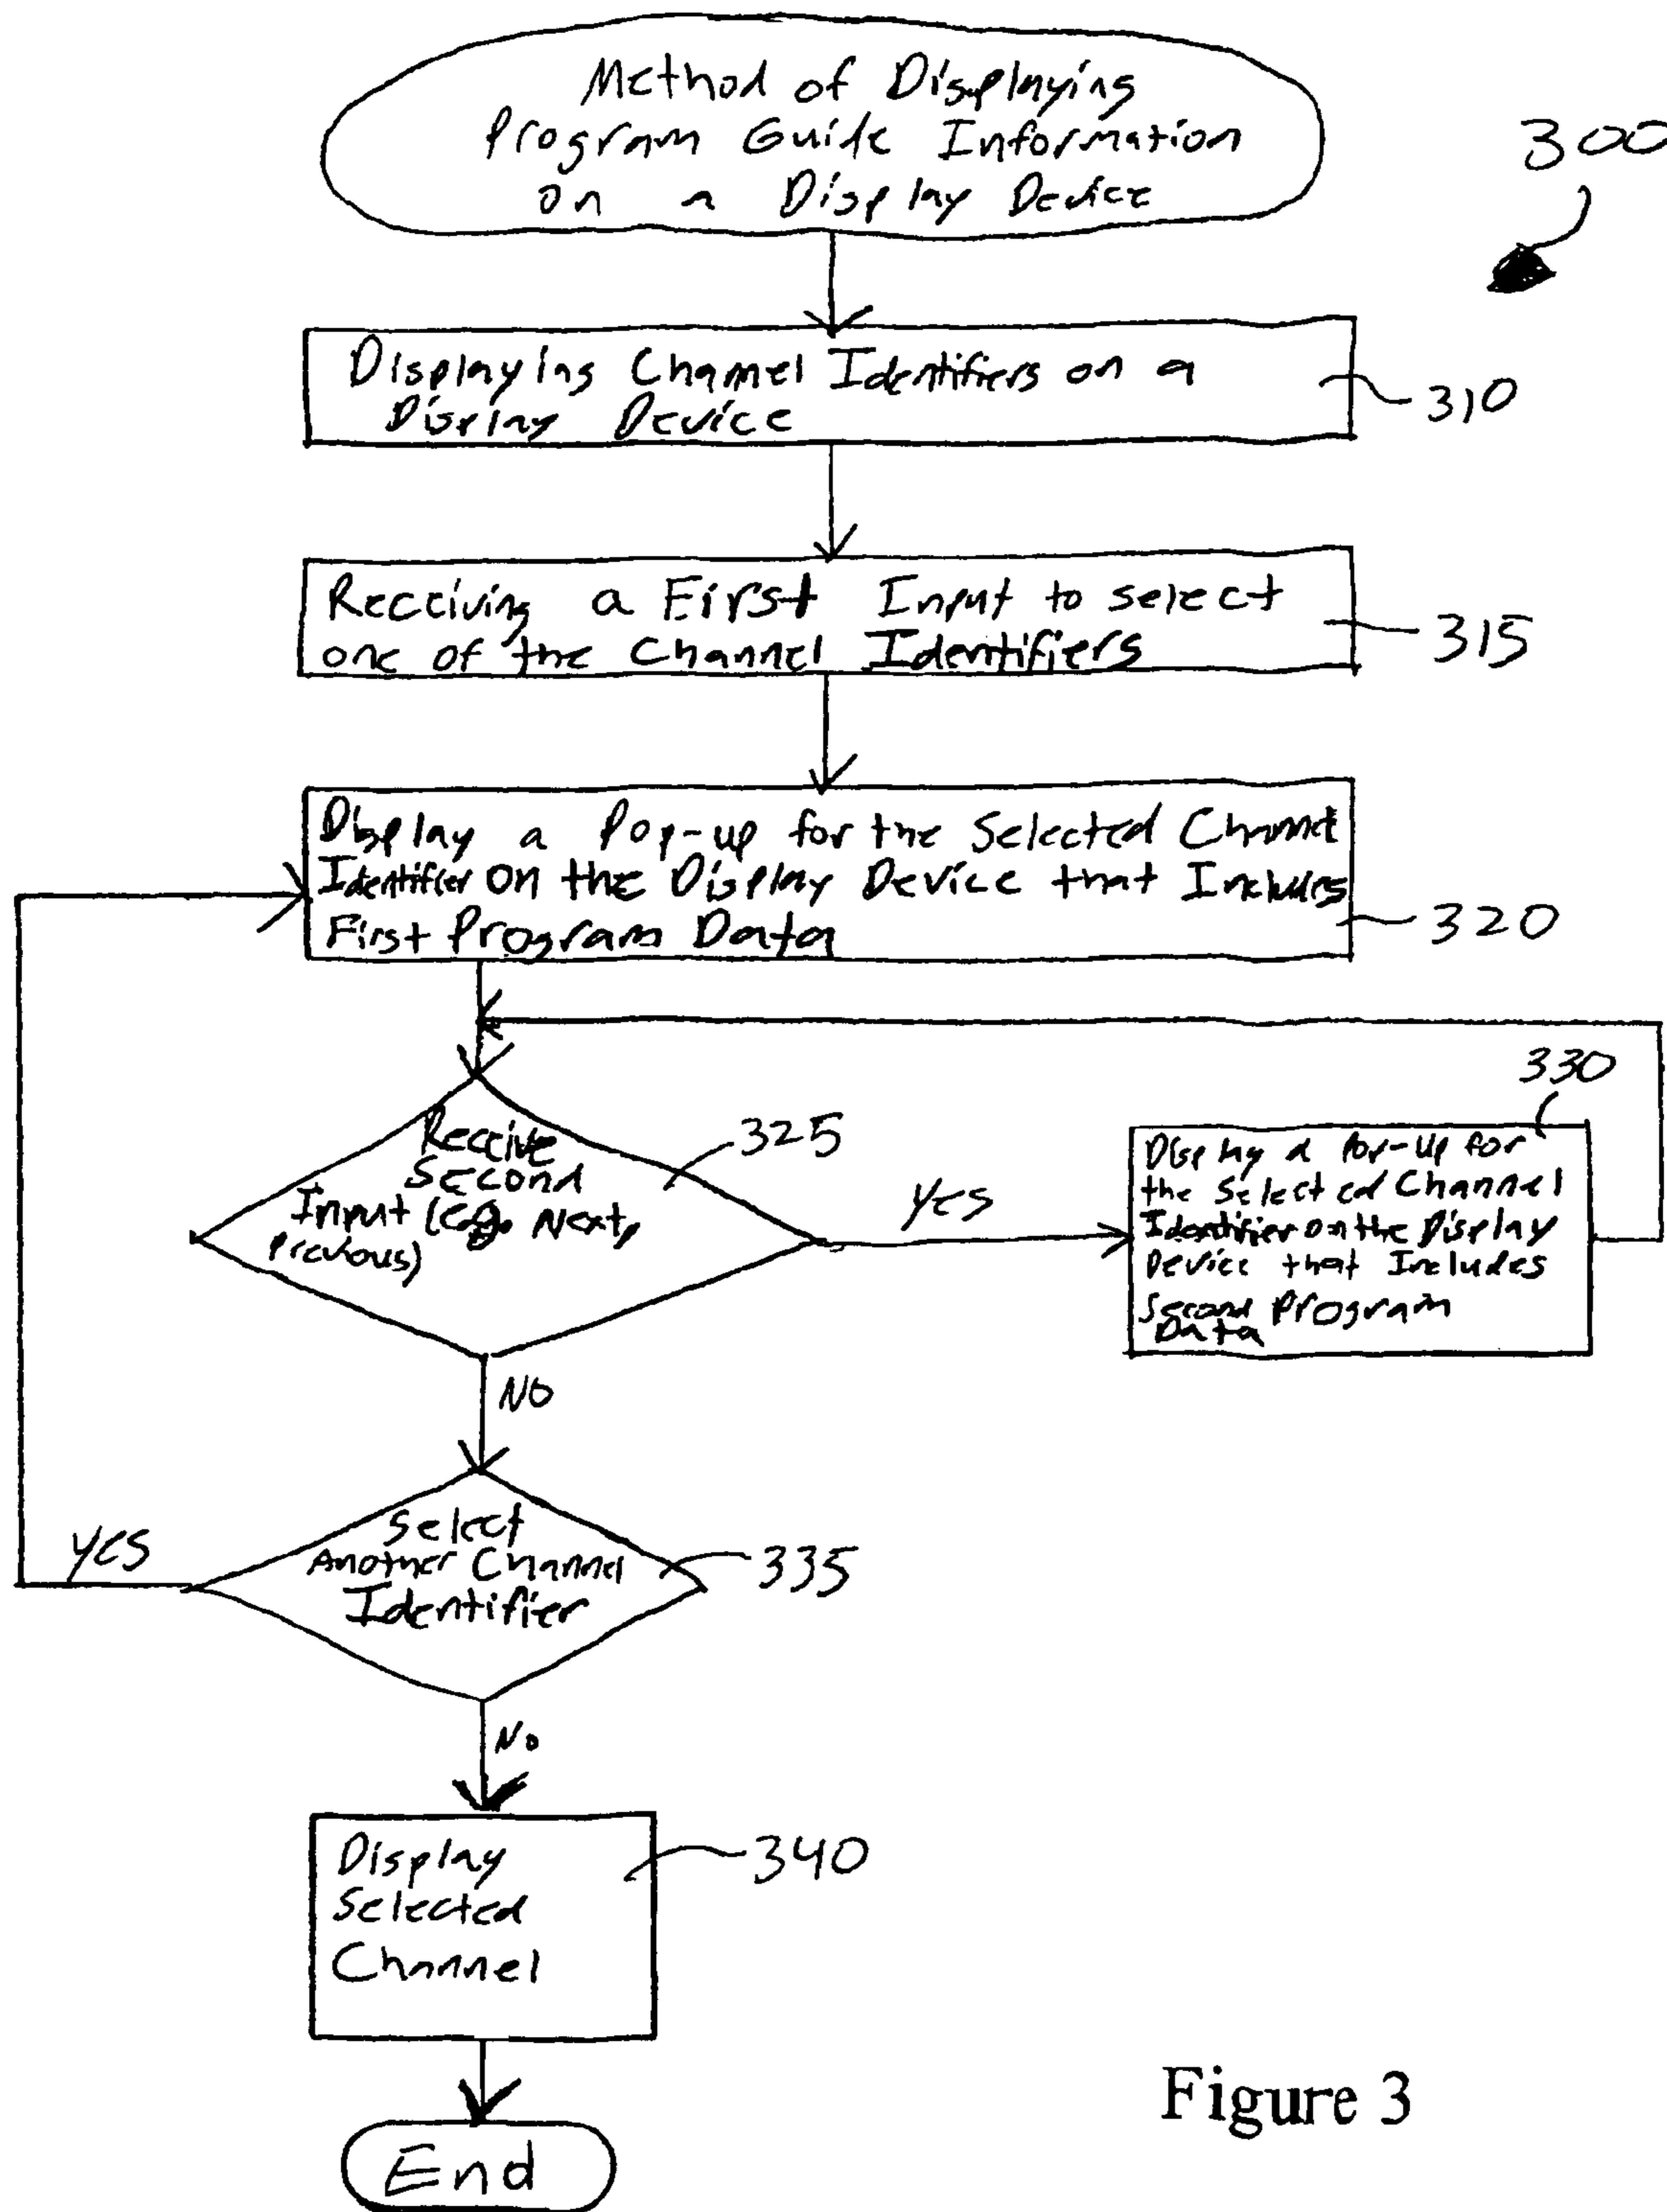 Method of Displaying
Program Guide Information
on a Display Device
300
Displaying Channel Identifiers on a
Display Device
310
Receiving a First Input to select
one of the Channel Identifiers
315
Display a Pop-up for the Selected Channel
Identifier on the Display Device that Includes
First Program Data
320
330
Receive
Second
Input (E.g. Next,
Previous)
325
Yes
Display a Pop-Up for
the Selected Channel
Identifier on the Display
Device that Includes
Second Program
Data
NO
Select
Another Channel
Identifier
335
Yes
No
Display
Selected
Channel
340
End
Figure 3